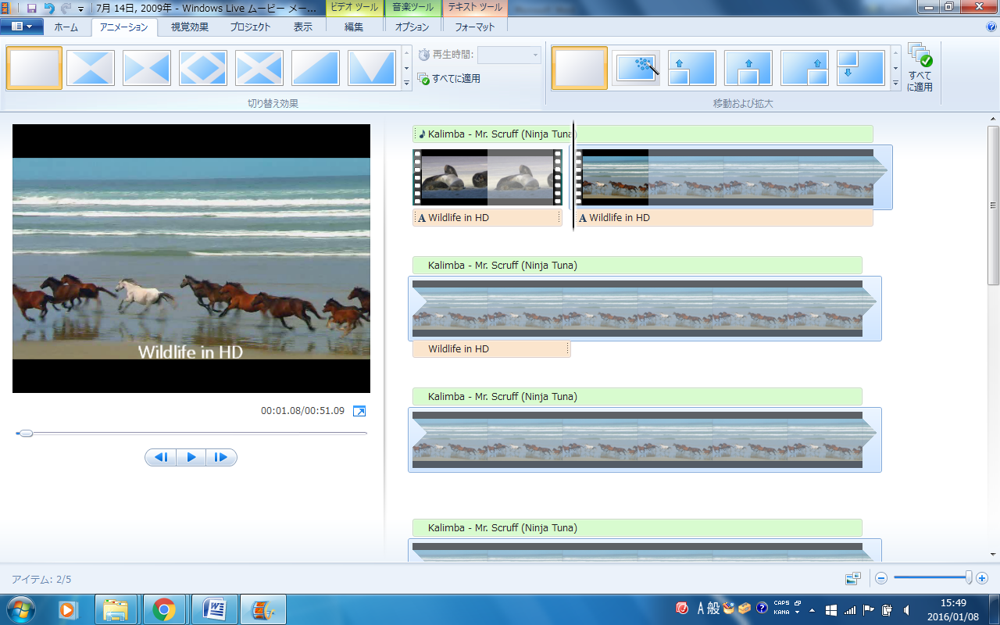 7月 14日, 2009年 - Windows Live ムービー メー...
ビデオ ツール
音楽ツール
テキスト ツール
ホーム
アニメーション
視覚効果
プロジェクト
表示
編集
オプション
フォーマット
再生時間:
すべてに適用
すべて
に適用
切り替え効果
移動および拡大
Kalimba - Mr. Scruff (Ninja Tuna)
A Wildlife in HD
A Wildlife in HD
Wildlife in HD
00:01.08/00:51.09
Kalimba - Mr. Scruff (Ninja Tuna)
Wildlife in HD
Kalimba - Mr. Scruff (Ninja Tuna)
Kalimba - Mr. Scruff (Ninja Tuna)
アイテム: 2/5
A 般
CAPS
KANA
15:49
2016/01/08